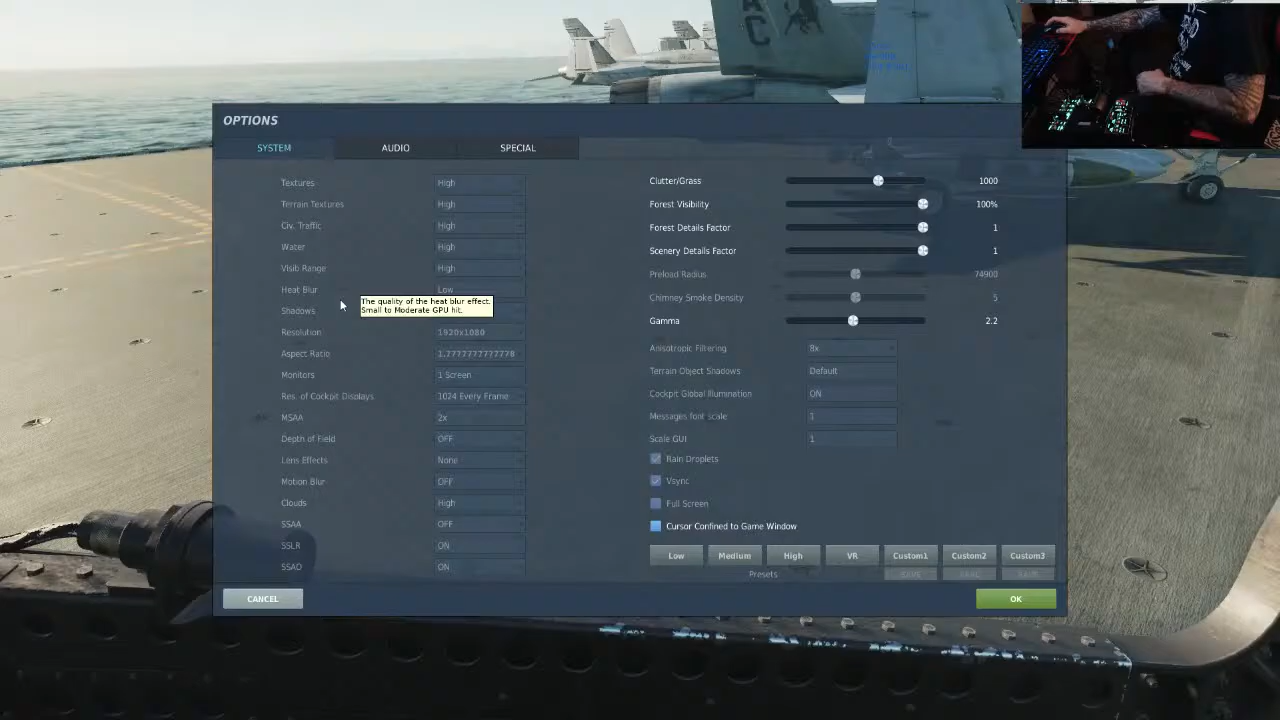 AC
OPTIONS
SYSTEM AUDIO SPECIAL
Textures High
Terrain Textures High
Civ. Traffic High
Water High
Visib Range High
Heat Blur Low
The quality of the heat blur effect.
Small to Moderate GPU hit.
Shadows
Resolution 1920x1080
Aspect Ratio 1.7777777777778
Monitors 1 Screen
Res. of Cockpit Displays 1024 Every Frame
MSAA 2x
Depth of Field OFF
Lens Effects None
Motion Blur OFF
Clouds High
SSAA OFF
SSLR ON
SSAO ON
Clutter/Grass 1000
Forest Visibility 100%
Forest Details Factor 1
Scenery Details Factor 1
Preload Radius 74900
Chimney Smoke Density 5
Gamma 2.2
Anisotropic Filtering 8x
Terrain Object Shadows Default
Cockpit Global Illumination ON
Messages font scale 1
Scale GUI 1
Rain Droplets
Vsync
Full Screen
Cursor Confined to Game Window
Low Medium High VR Custom1 Custom2 Custom3
Presets SAVE SAVE SAVE
CANCEL OK